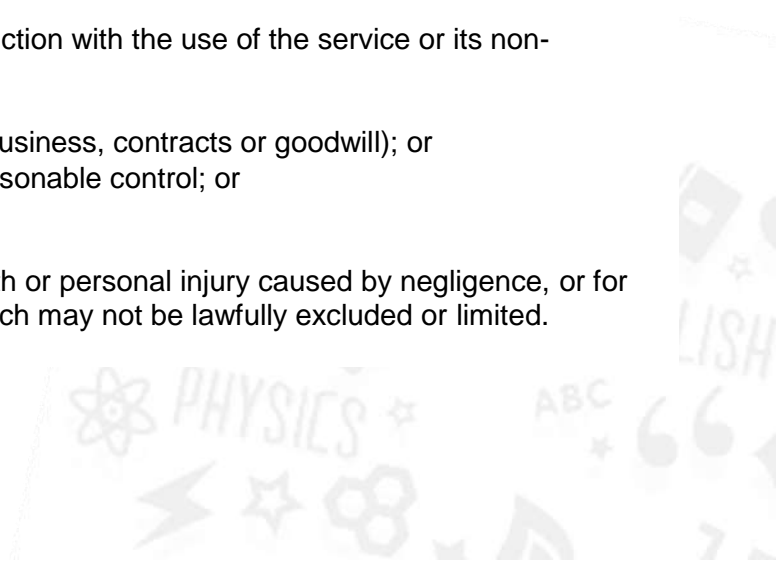 ction with the use of the service or its non-
usiness, contracts or goodwill); or
sonable control; or
h or personal injury caused by negligence, or for
ch may not be lawfully excluded or limited.
LISH
PHYSICS
ABC